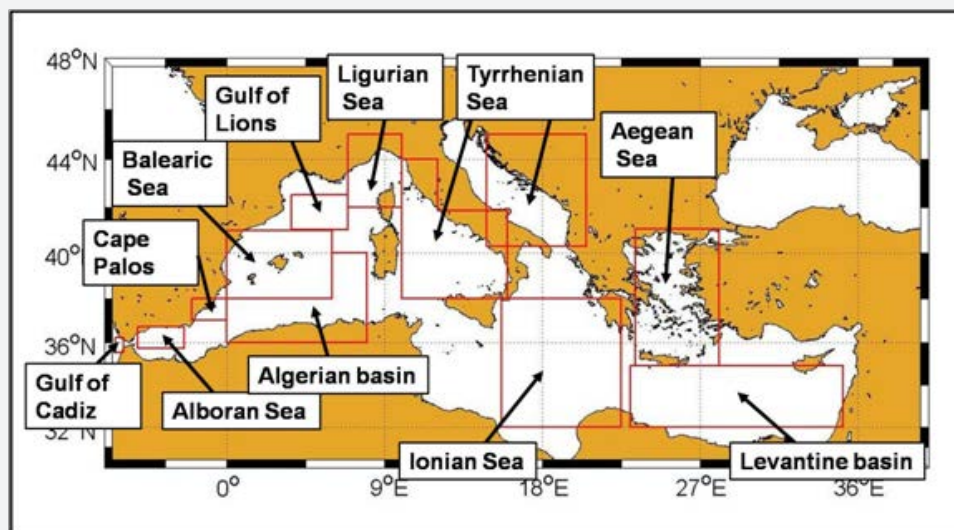 48°N
44°N
40°N
36°N
32°N
Gulf of
Lions
Ligurian
Sea
Tyrrhenian
Sea
Aegean
Sea
Balearic
Sea
Cape
Palos
Gulf of
Cadiz
Alboran Sea
Algerian basin
Ionian Sea
Levantine basin
0°
9°E
18°E
27°E
36°E